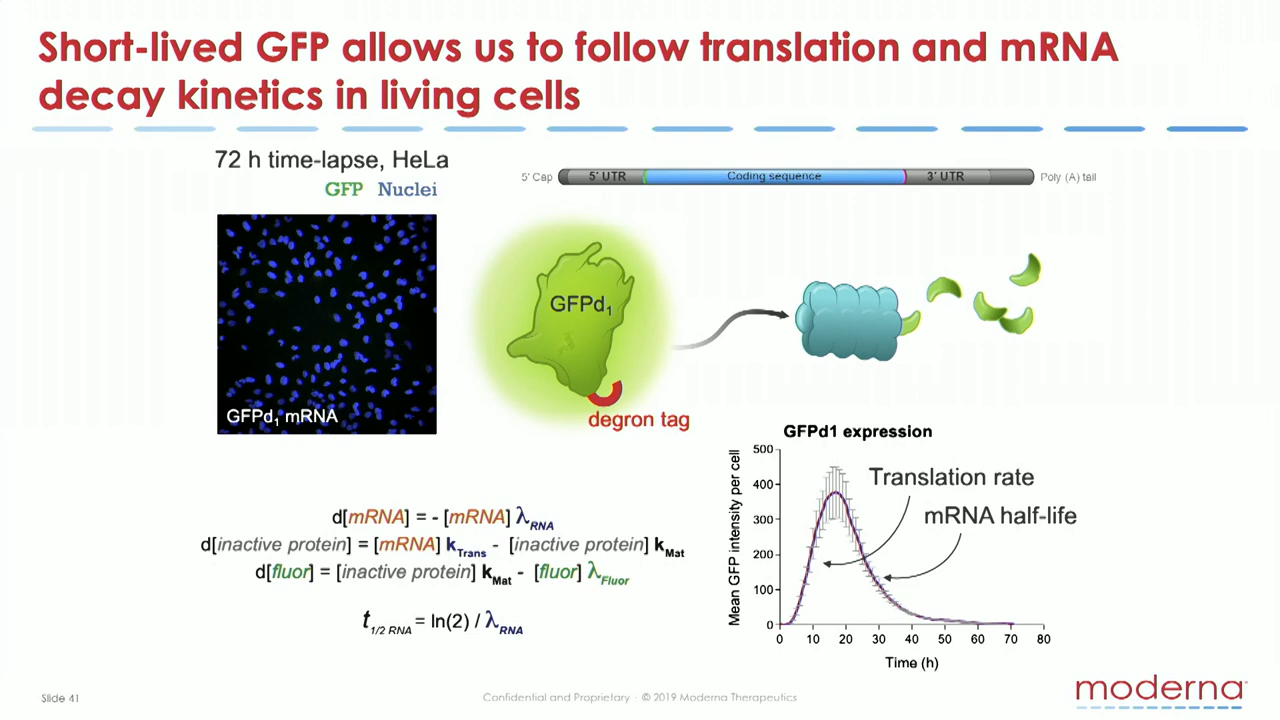 Short-lived GFP allows us to follow translation and mRNA
decay kinetics in living cells
72 h time-lapse, HeLa
GFP Nuclei
5' Cap 5' UTR Coding sequence 3' UTR Poly (A) tail
GFPd1 mRNA
GFPd1
degron tag
d[mRNA] = - [mRNA] λRNA
d[inactive protein] = [mRNA] kTrans - [inactive protein] kMat
d[fluor] = [inactive protein] kMat - [fluor] λFluor
t1/2 RNA = ln(2) / λRNA
GFPd1 expression
Mean GFP intensity per cell
500
400
300
200
100
0
Translation rate
mRNA half-life
0 10 20 30 40 50 60 70 80
Time (h)
Slide 41
Confidential and Proprietary · © 2019 Moderna Therapeutics
moderna